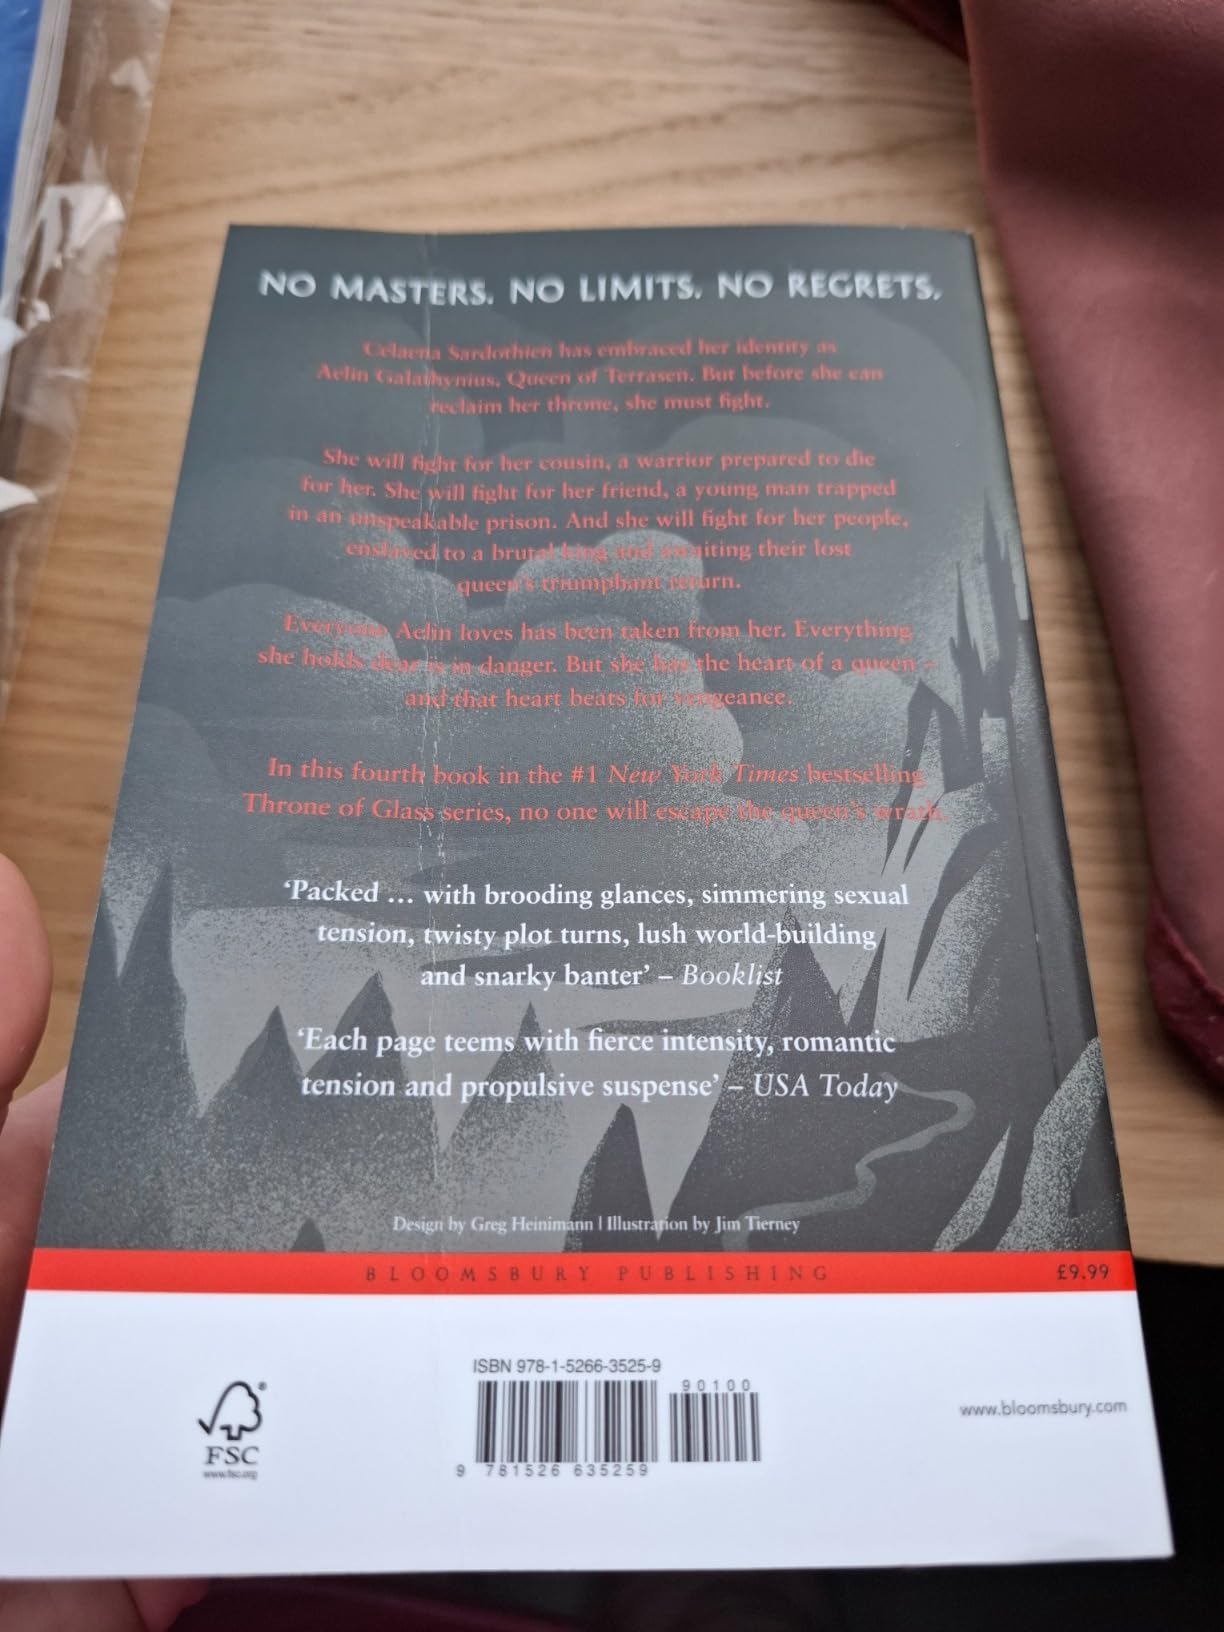 NO MASTERS. NO LIMITS. NO REGRETS.
Celaena Sardothien has embraced her identity as
Aelin Galathynius, Queen of Terrasen. But before she can
reclaim her throne, she must fight.
She will fight for her cousin, a warrior prepared to die
for her. She will fight for her friend, a young man trapped
in an unspeakable prison. And she will fight for her people,
enslaved to a brutal king and awaiting their lost
queen's triumphant return.
Everyone Aelin loves has been taken from her. Everything
she holds dear is in danger. But she has the heart of a queen –
and that heart beats for vengeance.
In this fourth book in the #1 New York Times bestselling
Throne of Glass series, no one will escape the queen's wrath.
‘Packed ... with brooding glances, simmering sexual
tension, twisty plot turns, lush world-building
and snarky banter’ – Booklist
‘Each page teems with fierce intensity, romantic
tension and propulsive suspense’ – USA Today
Design by Greg Heinimann | Illustration by Jim Tierney
BLOOMSBURY PUBLISHING
£9.99
ISBN 978-1-5266-3525-9
90100
9 781526 635259
FSC®
www.fsc.org
www.bloomsbury.com